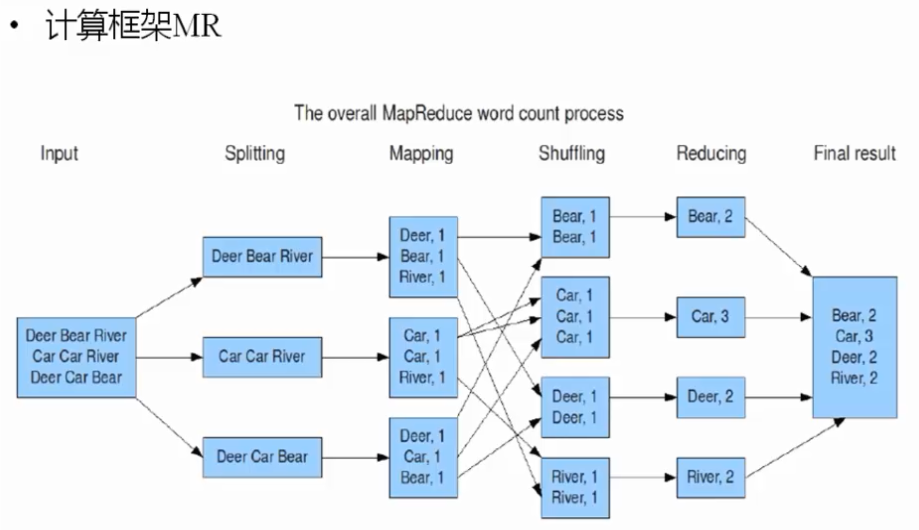 • 计算框架MR
The overall MapReduce word count process
Input
Splitting
Mapping
Shuffling
Reducing
Final result
Deer Bear River
Car Car River
Deer Car Bear
Deer Bear River
Car Car River
Deer Car Bear
Deer, 1
Bear, 1
River, 1
Car, 1
Car, 1
River, 1
Deer, 1
Car, 1
Bear, 1
Bear, 1
Bear, 1
Car, 1
Car, 1
Car, 1
Deer, 1
Deer, 1
River, 1
River, 1
Bear, 2
Car, 3
Deer, 2
River, 2
Bear, 2
Car, 3
Deer, 2
River, 2